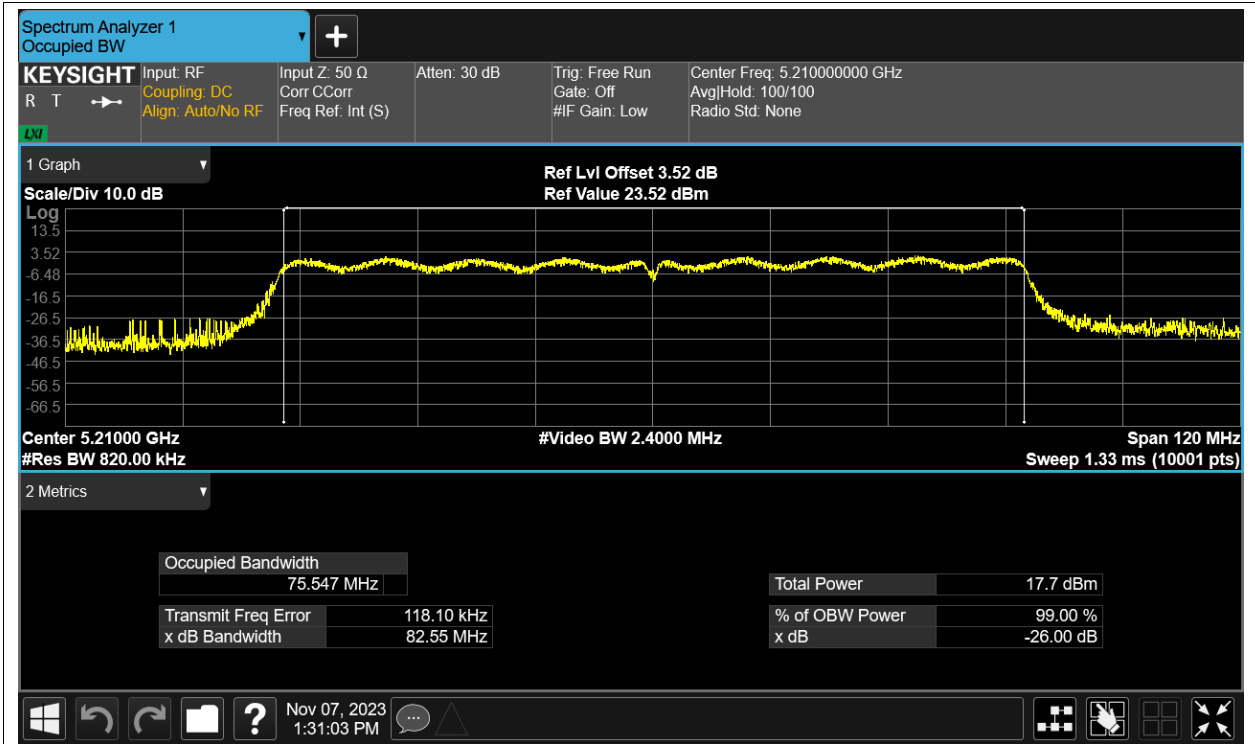 Spectrum Analyzer 1
Occupied BW
KEYSIGHT
R T
LXI
Input: RF
Coupling: DC
Align: Auto/No RF
Input Z: 50 Ω
Corr CCorr
Freq Ref: Int (S)
Atten: 30 dB
Trig: Free Run
Gate: Off
#IF Gain: Low
Center Freq: 5.210000000 GHz
Avg|Hold: 100/100
Radio Std: None
1 Graph
Scale/Div 10.0 dB
Ref Lvl Offset 3.52 dB
Ref Value 23.52 dBm
Log
13.5
3.52
-6.48
-16.5
-26.5
-36.5
-46.5
-56.5
-66.5
Center 5.21000 GHz
#Res BW 820.00 kHz
#Video BW 2.4000 MHz
Span 120 MHz
Sweep 1.33 ms (10001 pts)
2 Metrics
Occupied Bandwidth
75.547 MHz
Transmit Freq Error 118.10 kHz
x dB Bandwidth 82.55 MHz
Total Power 17.7 dBm
% of OBW Power 99.00 %
x dB -26.00 dB
?
Nov 07, 2023
1:31:03 PM